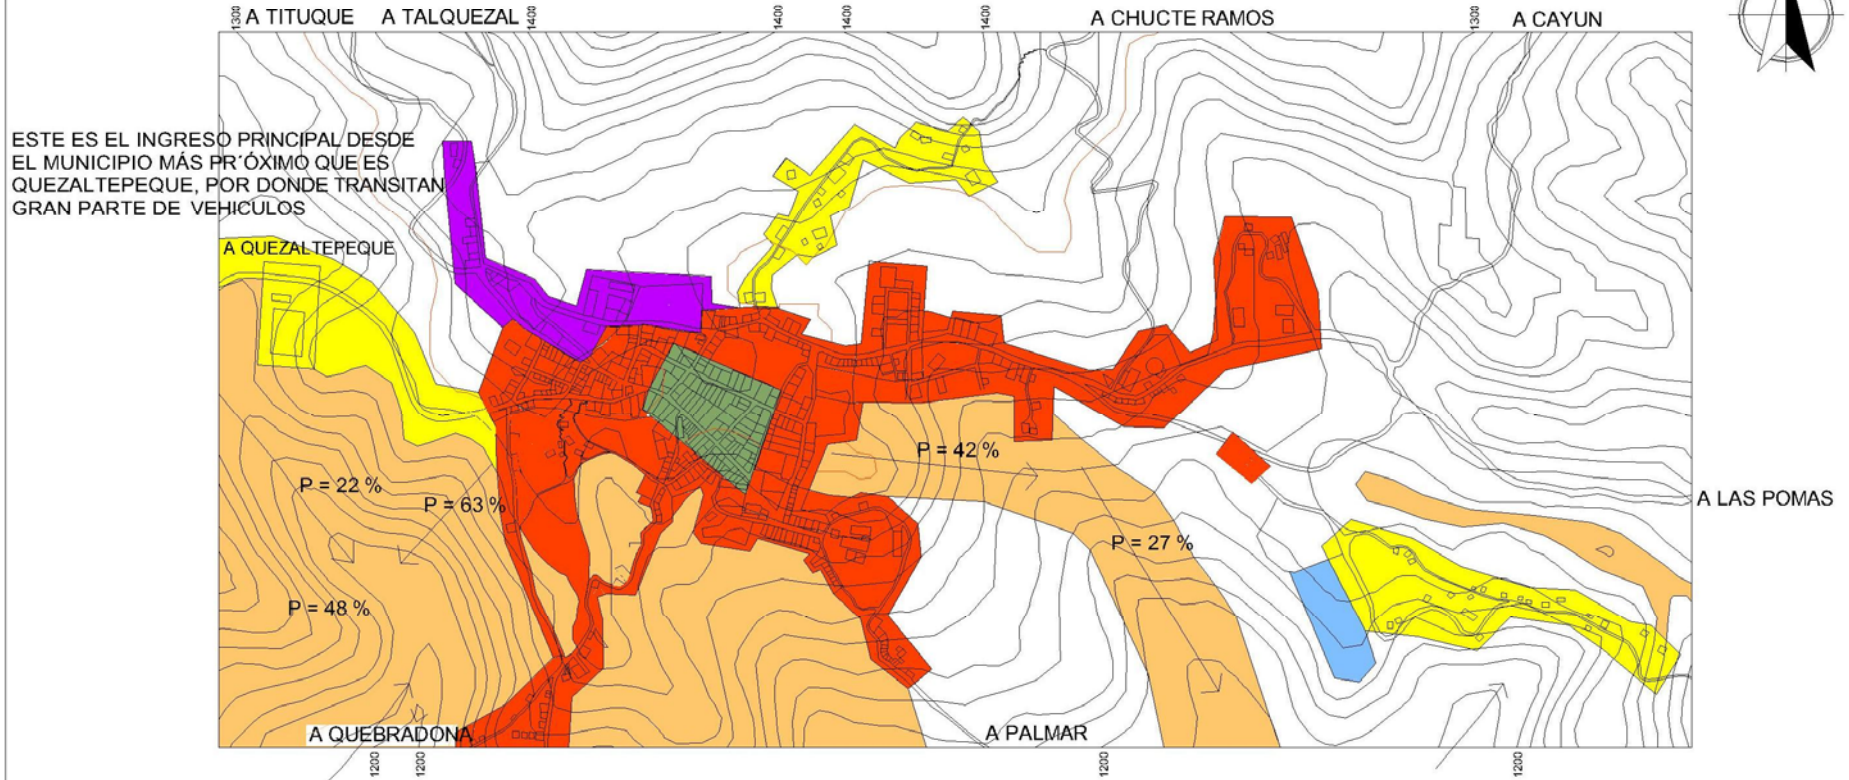 1300
A TITUQUE
A TALQUEZAL
1400
1400
1400
1400
A CHUCTE RAMOS
1300
A CAYUN
ESTE ES EL INGRESO PRINCIPAL DESDE
EL MUNICIPIO MÁS PR´ÓXIMO QUE ES
QUEZALTEPEQUE, POR DONDE TRANSITAN
GRAN PARTE DE VEHICULOS
A QUEZALTEPEQUE
P = 42 %
P = 22 %
P = 63 %
A LAS POMAS
P = 27 %
P = 48 %
A QUEBRADONA
A PALMAR
1200
1200
1200
1200